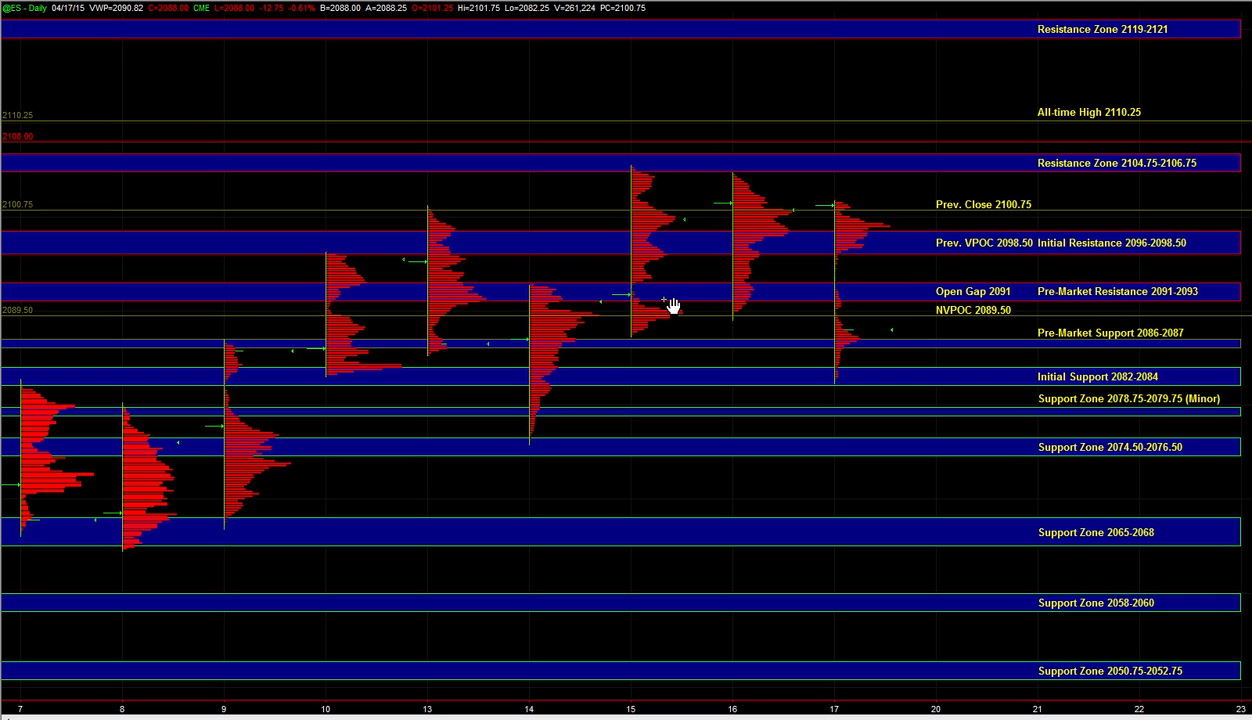 @ES - Daily 04/17/15 VWP=2090.82 C=2088.00 CME L=2088.00 -12.75 -0.61% B=2088.00 A=2088.25 O=2101.25 Hi=2101.75 Lo=2082.25 V=261,224 PC=2100.75
Resistance Zone 2119-2121
2110.25
All-time High 2110.25
2108.00
Resistance Zone 2104.75-2106.75
2100.75
Prev. Close 2100.75
Prev. VPOC 2098.50 Initial Resistance 2096-2098.50
Open Gap 2091 Pre-Market Resistance 2091-2093
2089.50
NVPOC 2089.50
Pre-Market Support 2086-2087
Initial Support 2082-2084
Support Zone 2078.75-2079.75 (Minor)
Support Zone 2074.50-2076.50
Support Zone 2065-2068
Support Zone 2058-2060
Support Zone 2050.75-2052.75
7 8 9 10 13 14 15 16 17 20 21 22 23